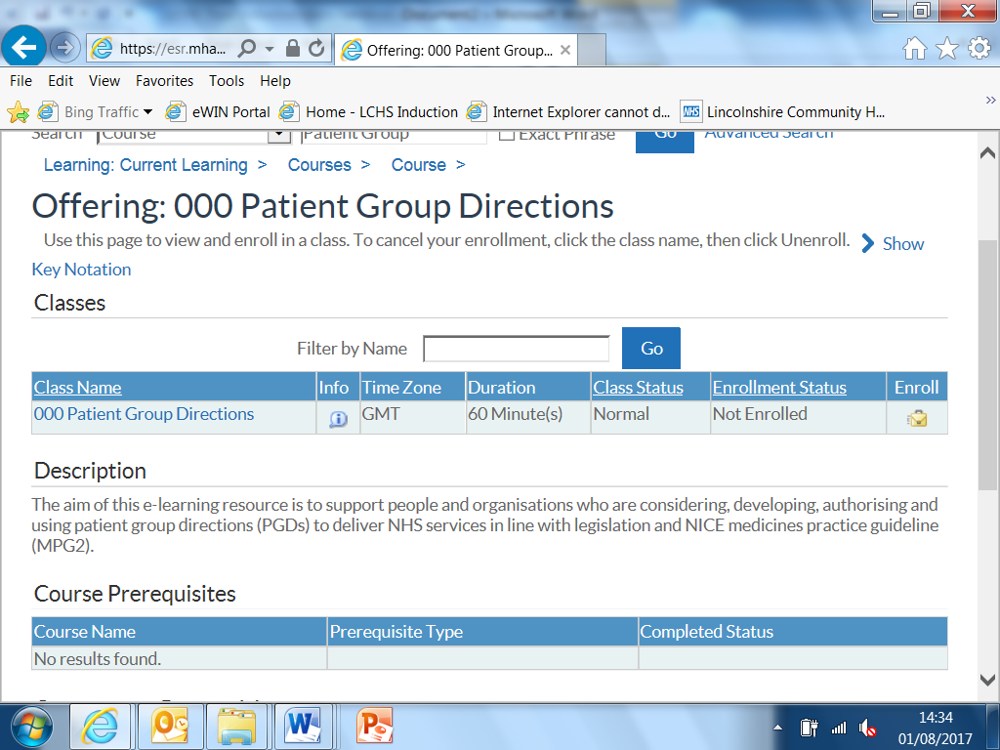 https://esr.mha...
Offering: 000 Patient Group...
File Edit View Favorites Tools Help
Bing Traffic eWIN Portal Home - LCHS Induction Internet Explorer cannot d... NHS Lincolnshire Community H...
Search Course Patient Group Exact Phrase Go Advanced Search
Learning: Current Learning > Courses > Course >
Offering: 000 Patient Group Directions
Use this page to view and enroll in a class. To cancel your enrollment, click the class name, then click Unenroll. Show
Key Notation
Classes
Filter by Name Go
Class Name Info Time Zone Duration Class Status Enrollment Status Enroll
000 Patient Group Directions GMT 60 Minute(s) Normal Not Enrolled
Description
The aim of this e-learning resource is to support people and organisations who are considering, developing, authorising and
using patient group directions (PGDs) to deliver NHS services in line with legislation and NICE medicines practice guideline
(MPG2).
Course Prerequisites
Course Name Prerequisite Type Completed Status
No results found.
14:34
01/08/2017